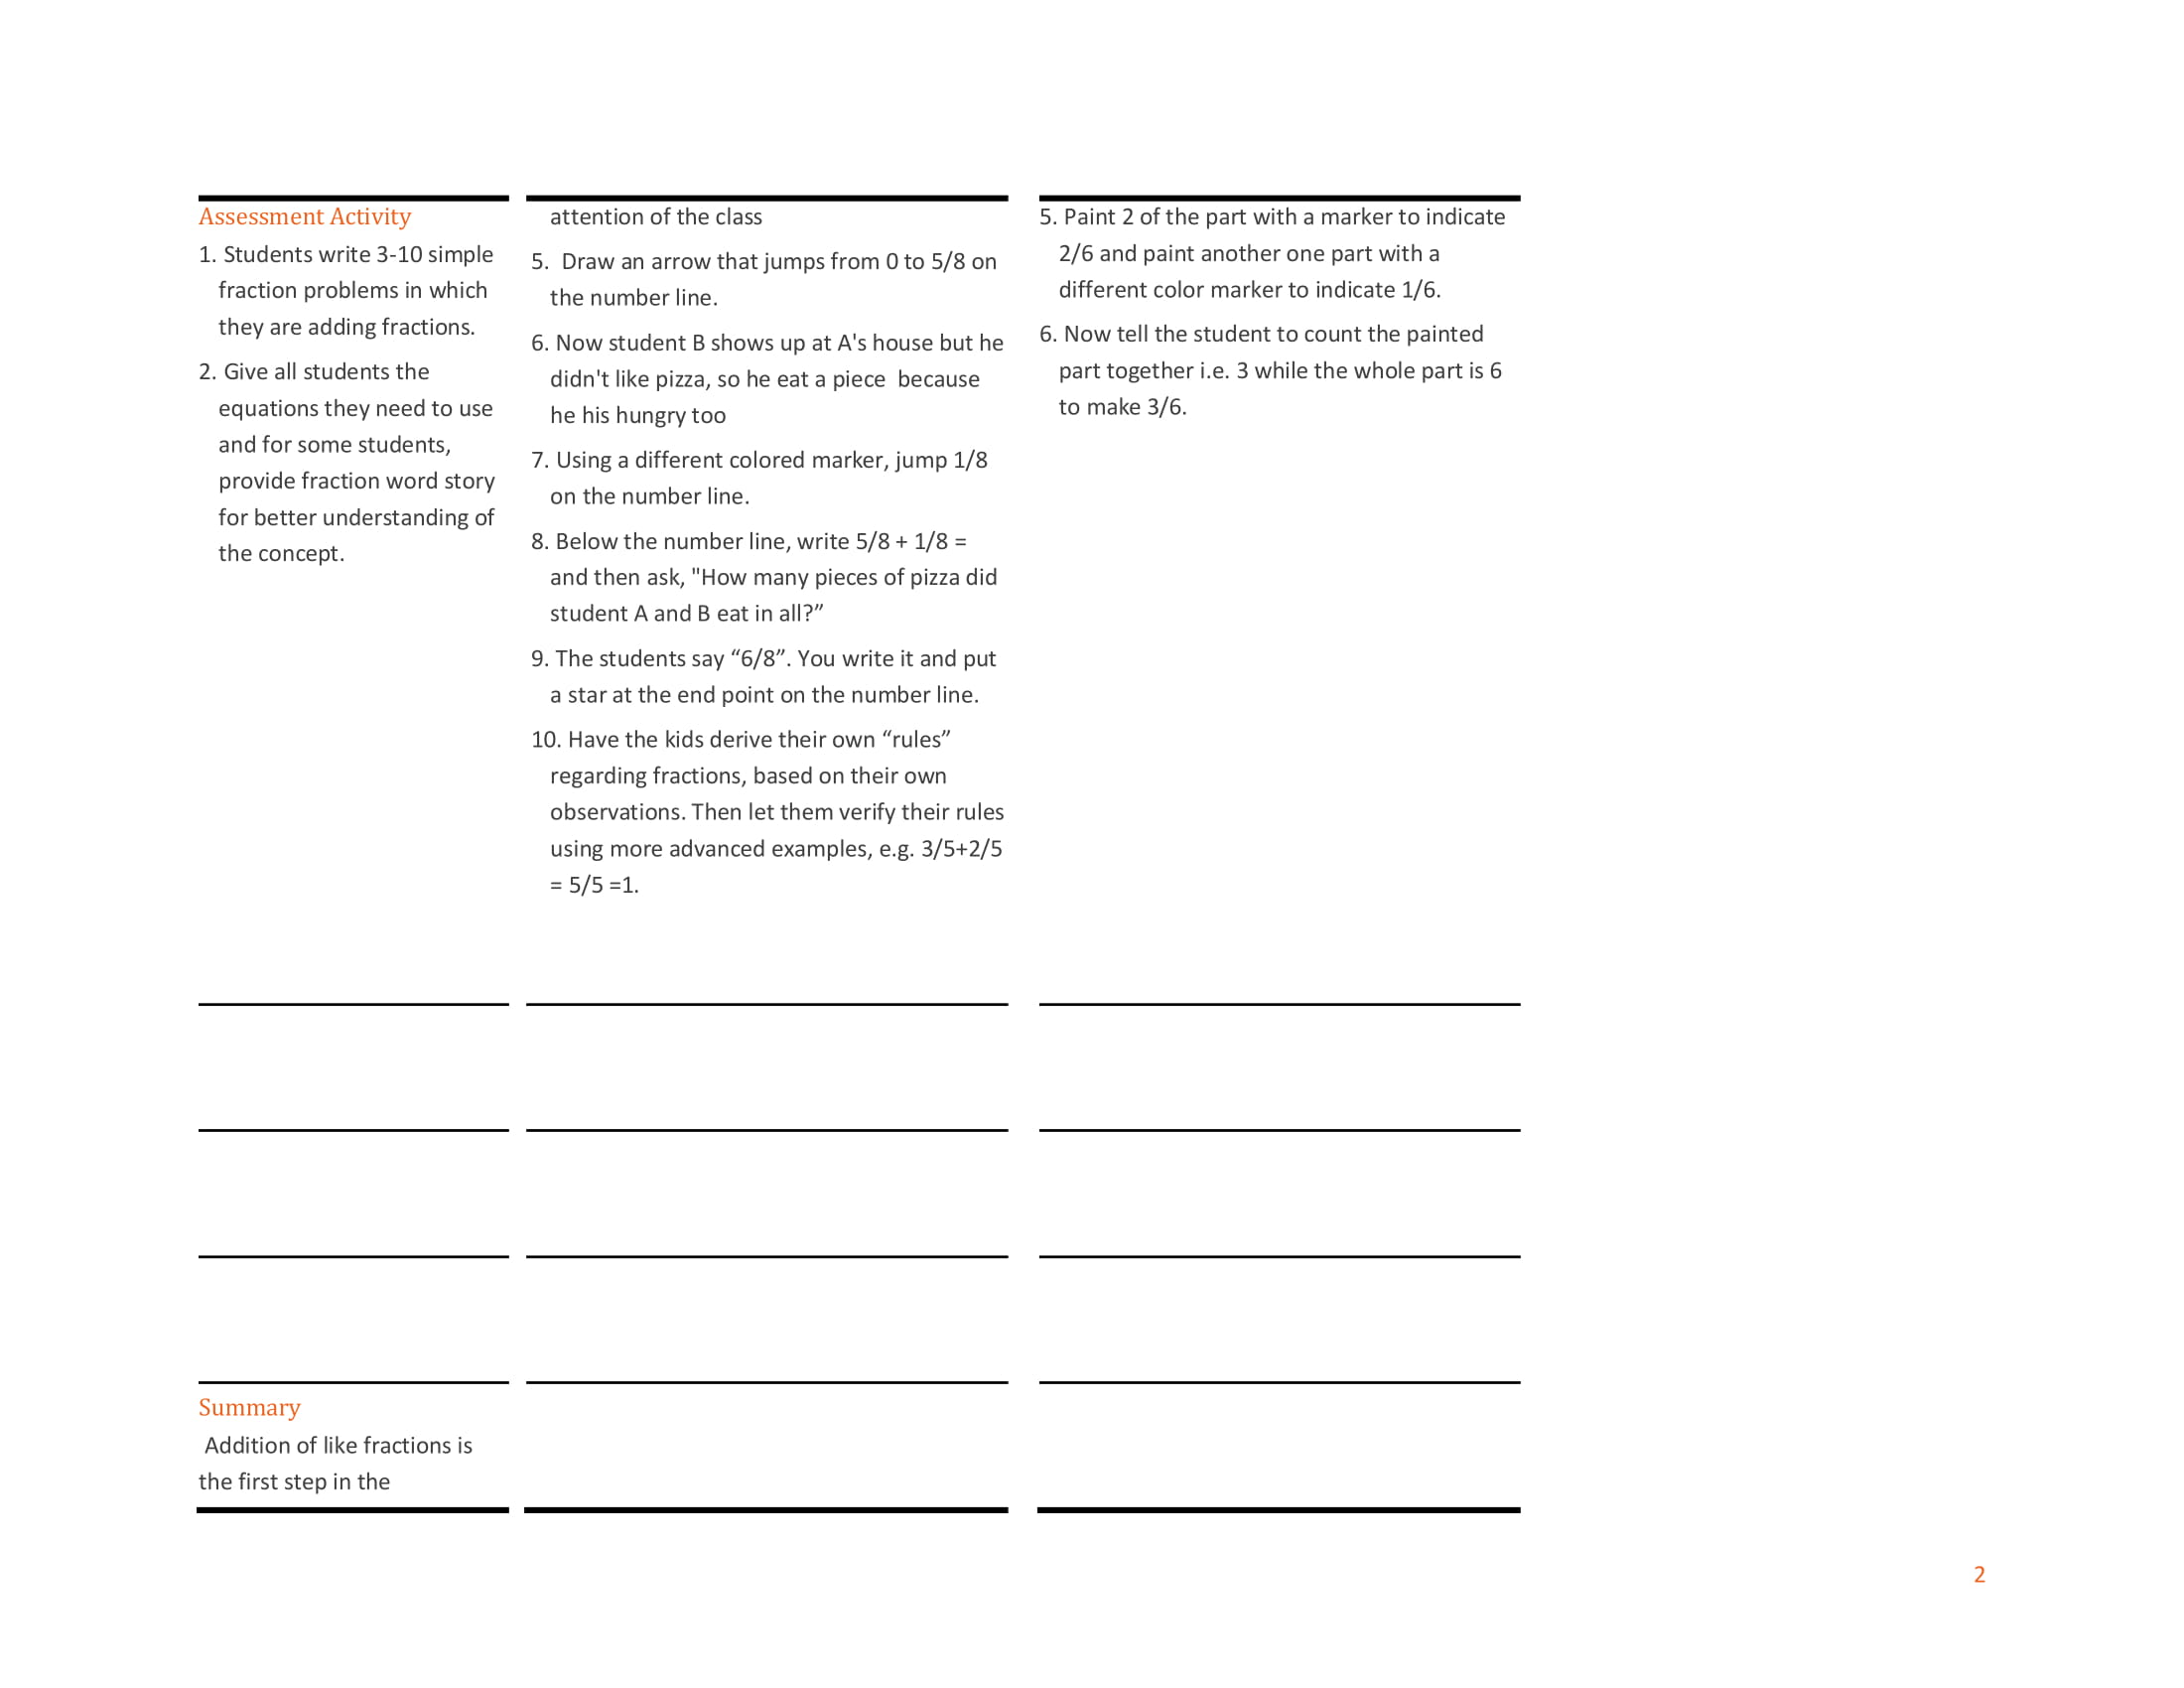 Assessment Activity
1. Students write 3-10 simple
fraction problems in which
they are adding fractions.
2. Give all students the
equations they need to use
and for some students,
provide fraction word story
for better understanding of
the concept.
Summary
Addition of like fractions is
the first step in the
attention of the class
5.  Draw an arrow that jumps from 0 to 5/8 on
the number line.
6. Now student B shows up at A's house but he
didn't like pizza, so he eat a piece  because
he his hungry too
7. Using a different colored marker, jump 1/8
on the number line.
8. Below the number line, write 5/8 + 1/8 =
and then ask, "How many pieces of pizza did
student A and B eat in all?”
9. The students say “6/8”. You write it and put
a star at the end point on the number line.
10. Have the kids derive their own “rules”
regarding fractions, based on their own
observations. Then let them verify their rules
using more advanced examples, e.g. 3/5+2/5
= 5/5 =1.
5. Paint 2 of the part with a marker to indicate
2/6 and paint another one part with a
different color marker to indicate 1/6.
6. Now tell the student to count the painted
part together i.e. 3 while the whole part is 6
to make 3/6.
2